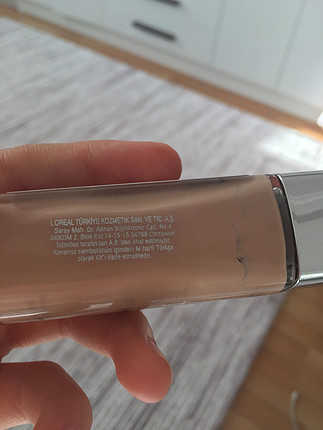 L'OREAL TÜRKİYE KOZMETİK SAN. VE TİC. A.Ş.
Saray Mah. Dr. Adnan Büyükdeniz Cad. No:4
AKKOM 2. Blok Kat 14-15-16 34768 Ümraniye/
İstanbul tarafından A.B.'den ithal edilmiştir.
Kavanoz sembolünün içindeki M harfi Türkçe
olarak AY'ı ifade etmektedir.